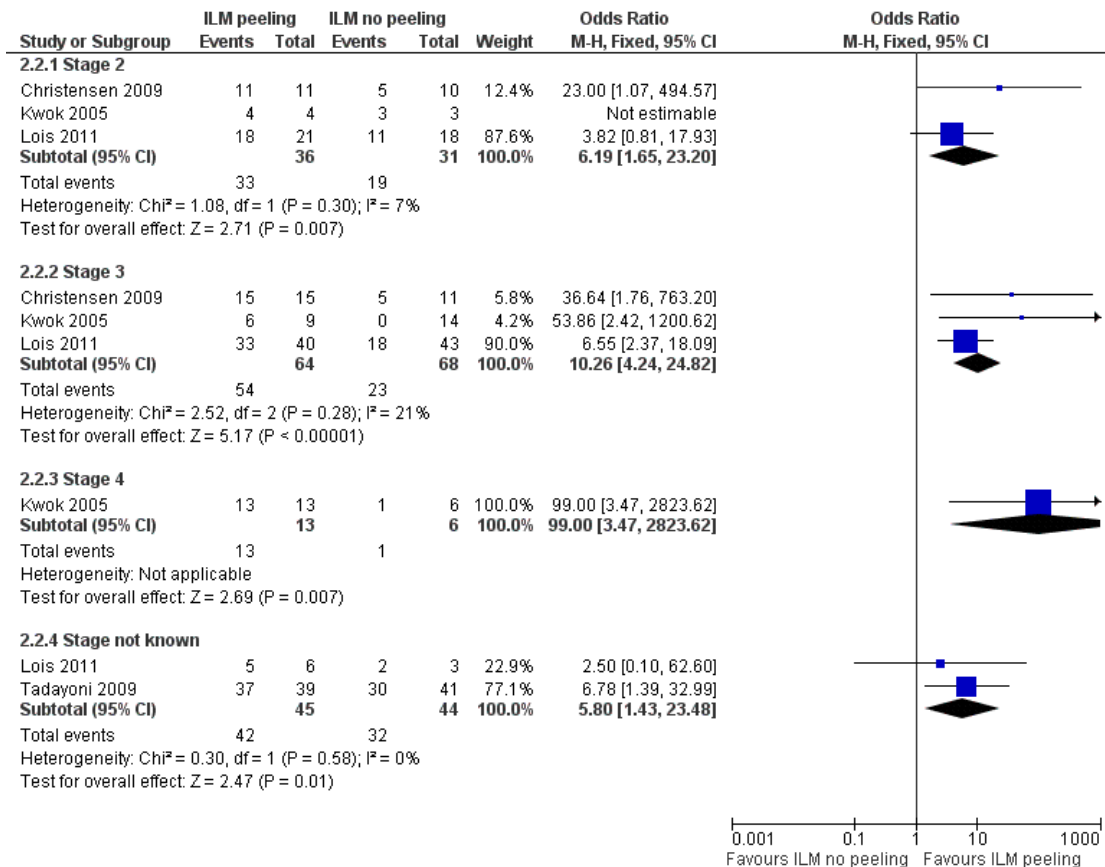 ILM peeling ILM no peeling Odds Ratio Odds Ratio
Study or Subgroup Events Total Events Total Weight M-H, Fixed, 95% CI M-H, Fixed, 95% CI
2.2.1 Stage 2
Christensen 2009 11 11 5 10 12.4% 23.00 [1.07, 494.57]
Kwok 2005 4 4 3 3 Not estimable
Lois 2011 18 21 11 18 87.6% 3.82 [0.81, 17.93]
Subtotal (95% CI) 36 31 100.0% 6.19 [1.65, 23.20]
Total events 33 19
Heterogeneity: Chi² = 1.08, df = 1 (P = 0.30); I² = 7%
Test for overall effect: Z = 2.71 (P = 0.007)
2.2.2 Stage 3
Christensen 2009 15 15 5 11 5.8% 36.64 [1.76, 763.20]
Kwok 2005 6 9 0 14 4.2% 53.86 [2.42, 1200.62]
Lois 2011 33 40 18 43 90.0% 6.55 [2.37, 18.09]
Subtotal (95% CI) 64 68 100.0% 10.26 [4.24, 24.82]
Total events 54 23
Heterogeneity: Chi² = 2.52, df = 2 (P = 0.28); I² = 21%
Test for overall effect: Z = 5.17 (P < 0.00001)
2.2.3 Stage 4
Kwok 2005 13 13 1 6 100.0% 99.00 [3.47, 2823.62]
Subtotal (95% CI) 13 6 100.0% 99.00 [3.47, 2823.62]
Total events 13 1
Heterogeneity: Not applicable
Test for overall effect: Z = 2.69 (P = 0.007)
2.2.4 Stage not known
Lois 2011 5 6 2 3 22.9% 2.50 [0.10, 62.60]
Tadayoni 2009 37 39 30 41 77.1% 6.78 [1.39, 32.99]
Subtotal (95% CI) 45 44 100.0% 5.80 [1.43, 23.48]
Total events 42 32
Heterogeneity: Chi² = 0.30, df = 1 (P = 0.58); I² = 0%
Test for overall effect: Z = 2.47 (P = 0.01)
0.001 0.1 1 10 1000
Favours ILM no peeling Favours ILM peeling